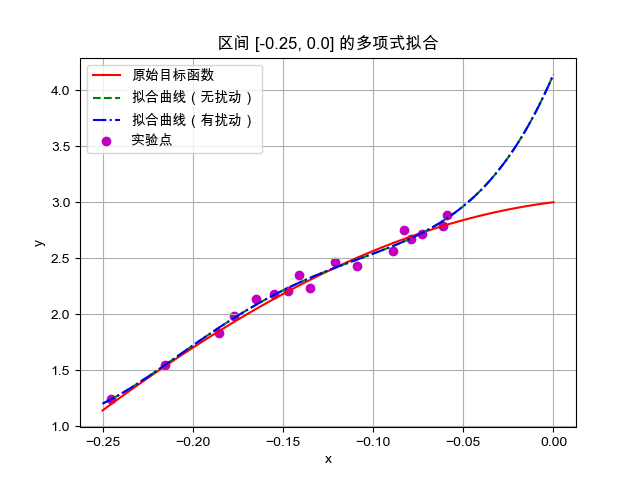 区间 [-0.25, 0.0] 的多项式拟合
原始目标函数
拟合曲线（无扰动）
拟合曲线（有扰动）
实验点
y
4.0
3.5
3.0
2.5
2.0
1.5
1.0
−0.25 −0.20 −0.15 −0.10 −0.05 0.00
x